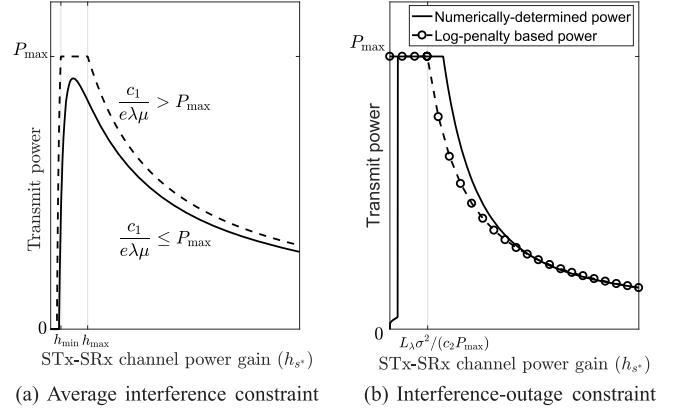 P_max
Transmit power
0
c_1/(eλμ) > P_max
c_1/(eλμ) ≤ P_max
h_min h_max
STx-SRx channel power gain (h_{s*})
(a) Average interference constraint
Numerically-determined power
Log-penalty based power
P_max
Transmit power
0
L_λσ²/(c_2P_max)
STx-SRx channel power gain (h_{s*})
(b) Interference-outage constraint